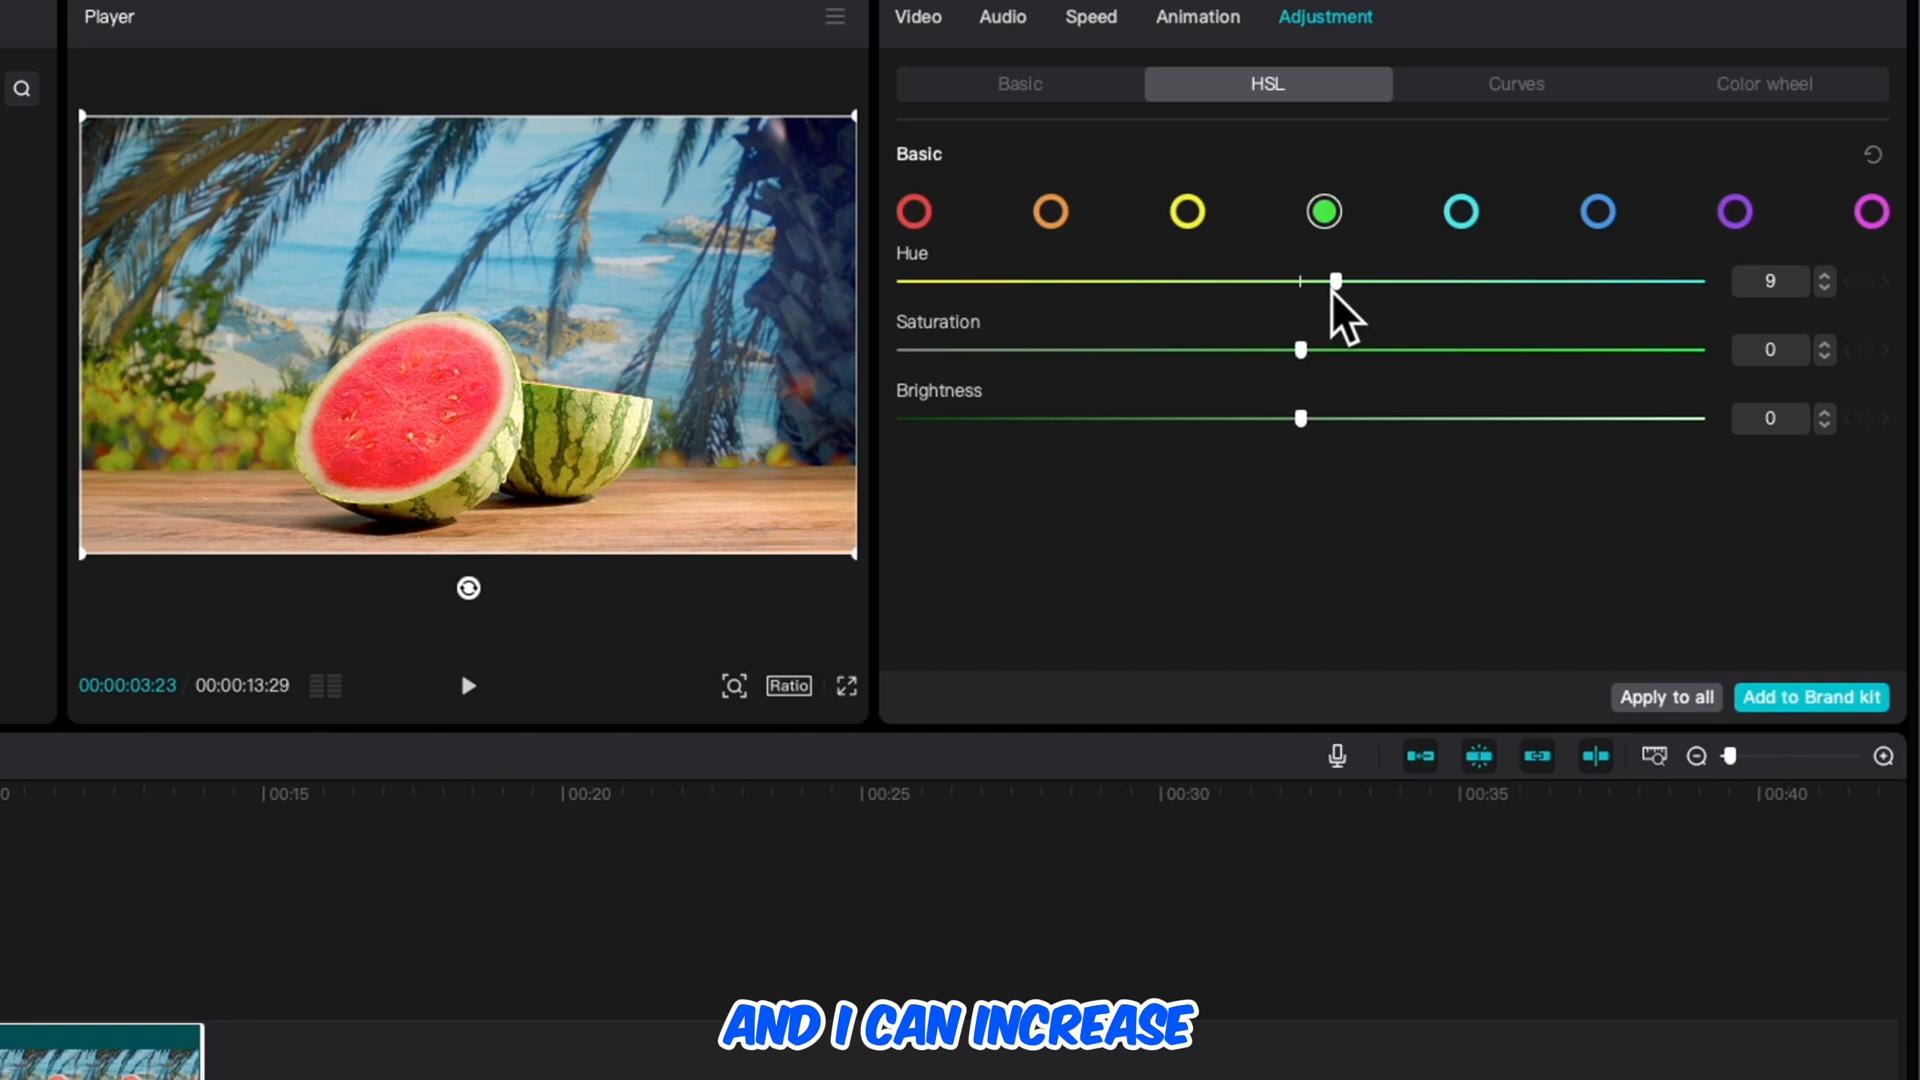 Player
Video Audio Speed Animation Adjustment
Basic HSL Curves Color wheel
Basic
Hue
9
Saturation
0
Brightness
0
00:00:03:23 / 00:00:13:29
Ratio
Apply to all Add to Brand kit
0 00:15 00:20 00:25 00:30 00:35 00:40
AND I CAN INCREASE